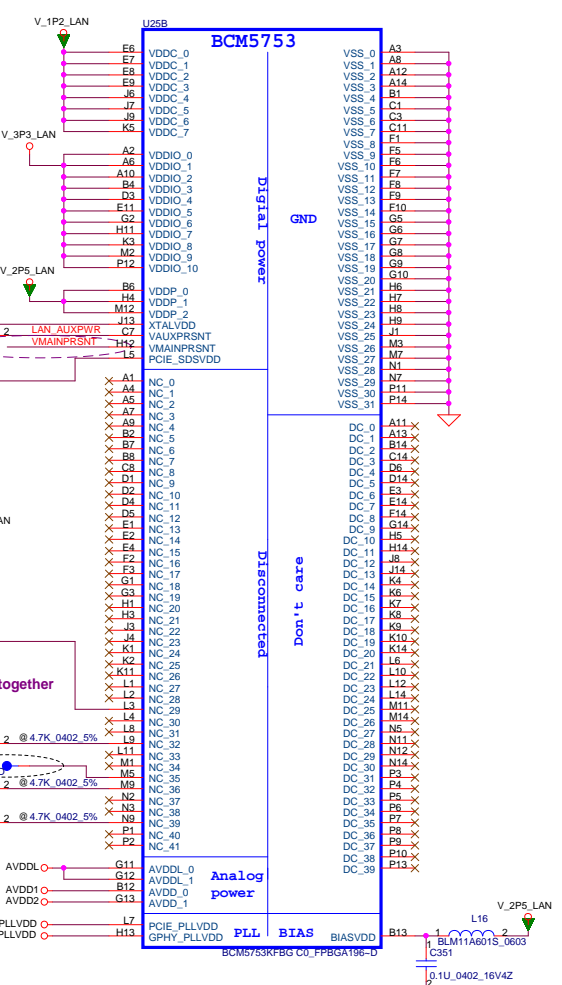 U25B
BCM5753
V_1P2_LAN
E6 VDDC_0
E7 VDDC_1
E8 VDDC_2
E9 VDDC_3
J6 VDDC_4
J7 VDDC_5
J9 VDDC_6
K5 VDDC_7
V_3P3_LAN
A2 VDDIO_0
A6 VDDIO_1
A10 VDDIO_2
B4 VDDIO_3
D3 VDDIO_4
E11 VDDIO_5
G2 VDDIO_6
H11 VDDIO_7
K3 VDDIO_8
M2 VDDIO_9
P12 VDDIO_10
V_2P5_LAN
B6 VDDP_0
H4 VDDP_1
M12 VDDP_2
J13 XTALVDD
2 LAN_AUXPWR C7 VAUXPRSNT
VMAINPRSNT H12 VMAINPRSNT
L5 PCIE_SDSVDD
Digial power
GND
VSS_0 A3
VSS_1 A8
VSS_2 A12
VSS_3 A14
VSS_4 B1
VSS_5 C1
VSS_6 C3
VSS_7 C11
VSS_8 F1
VSS_9 F5
VSS_10 F6
VSS_11 F7
VSS_12 F8
VSS_13 F9
VSS_14 F10
VSS_15 G5
VSS_16 G6
VSS_17 G7
VSS_18 G8
VSS_19 G9
VSS_20 G10
VSS_21 H6
VSS_22 H7
VSS_23 H8
VSS_24 H9
VSS_25 J1
VSS_26 M3
VSS_27 M7
VSS_28 N1
VSS_29 N7
VSS_30 P11
VSS_31 P14
A1 NC_0
A4 NC_1
A5 NC_2
A7 NC_3
A9 NC_4
B2 NC_5
B7 NC_6
B8 NC_7
C8 NC_8
D1 NC_9
D2 NC_10
D4 NC_11
D5 NC_12
AN
E1 NC_13
E2 NC_14
E4 NC_15
F2 NC_16
F3 NC_17
G1 NC_18
G3 NC_19
H1 NC_20
H3 NC_21
J3 NC_22
J4 NC_23
K1 NC_24
K2 NC_25
K11 NC_26
together
L1 NC_27
L2 NC_28
L3 NC_29
L4 NC_30
L8 NC_31
2 @4.7K_0402_5% L9 NC_32
L11 NC_33
M1 NC_34
M5 NC_35
2 @4.7K_0402_5% M9 NC_36
N2 NC_37
N3 NC_38
2 @4.7K_0402_5% N9 NC_39
P1 NC_40
P2 NC_41
Disconnected
Don't care
DC_0 A11
DC_1 A13
DC_2 B14
DC_3 C14
DC_4 D6
DC_5 D14
DC_6 E3
DC_7 E14
DC_8 F14
DC_9 G14
DC_10 H5
DC_11 H14
DC_12 J8
DC_13 J14
DC_14 K4
DC_15 K6
DC_16 K7
DC_17 K8
DC_18 K9
DC_19 K10
DC_20 K14
DC_21 L6
DC_22 L10
DC_23 L12
DC_24 L14
DC_25 M11
DC_26 M14
DC_27 N5
DC_28 N11
DC_29 N12
DC_30 N14
DC_31 P3
DC_32 P4
DC_33 P5
DC_34 P6
DC_35 P7
DC_36 P8
DC_37 P9
DC_38 P10
DC_39 P13
AVDDL G11 AVDDL_0
G12 AVDDL_1
AVDD1 B12 AVDD_0
AVDD2 G13 AVDD_1
Analog
power
PLLVDD L7 PCIE_PLLVDD
PLLVDD H13 GPHY_PLLVDD
PLL BIAS
BIASVDD B13
BCM5753KFBG C0_FPBGA196~D
V_2P5_LAN
L16
1 2
BLM11A601S_0603
1
C351
0.1U_0402_16V4Z
2